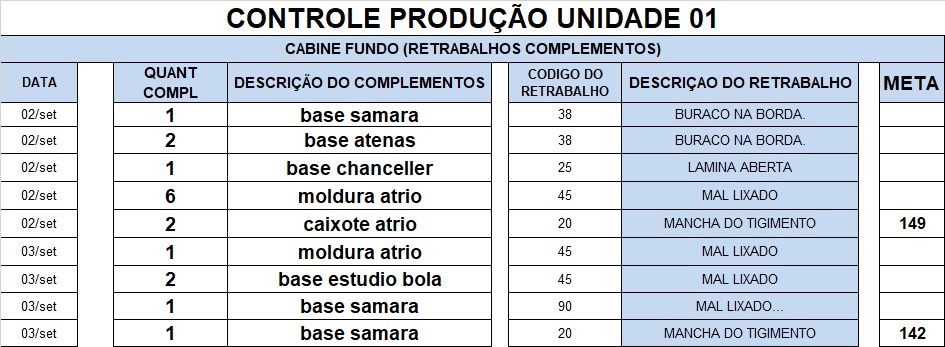 CONTROLE PRODUÇÃO UNIDADE 01
CABINE FUNDO (RETRABALHOS COMPLEMENTOS)
DATA QUANT COMPL DESCRIÇÃO DO COMPLEMENTOS CODIGO DO RETRABALHO DESCRIÇAO DO RETRABALHO META
02/set 1 base samara 38 BURACO NA BORDA.
02/set 2 base atenas 38 BURACO NA BORDA.
02/set 1 base chanceller 25 LAMINA ABERTA
02/set 6 moldura atrio 45 MAL LIXADO
02/set 2 caixote atrio 20 MANCHA DO TIGIMENTO 149
03/set 1 moldura atrio 45 MAL LIXADO
03/set 2 base estudio bola 45 MAL LIXADO
03/set 1 base samara 90 MAL LIXADO...
03/set 1 base samara 20 MANCHA DO TIGIMENTO 142